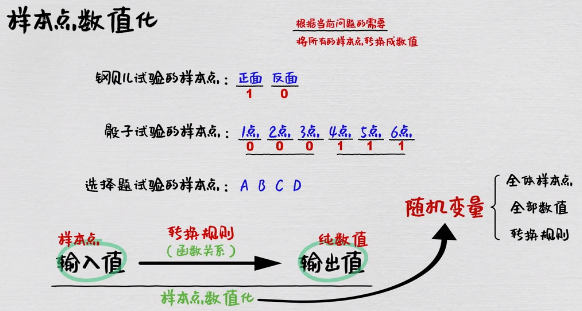 样本点数值化
根据当前问题的需要
将所有的样本点转换成数值
钢镚儿试验的样本点： 正面 反面
1 0
骰子试验的样本点： 1点 2点 3点 4点 5点 6点
0 0 0 1 1 1
选择题试验的样本点： A B C D
随机变量
全体样本点
全部数值
转换规则
样本点 转换规则 纯数值
（函数关系）
输入值 输出值
样本点数值化